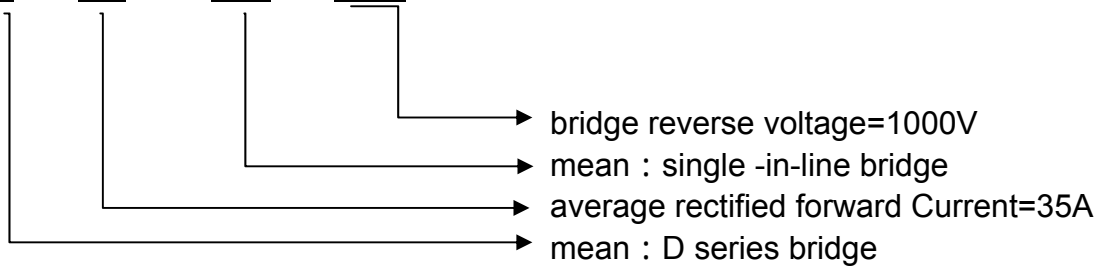 bridge reverse voltage=1000V
mean：single -in-line bridge
average rectified forward Current=35A
mean：D series bridge